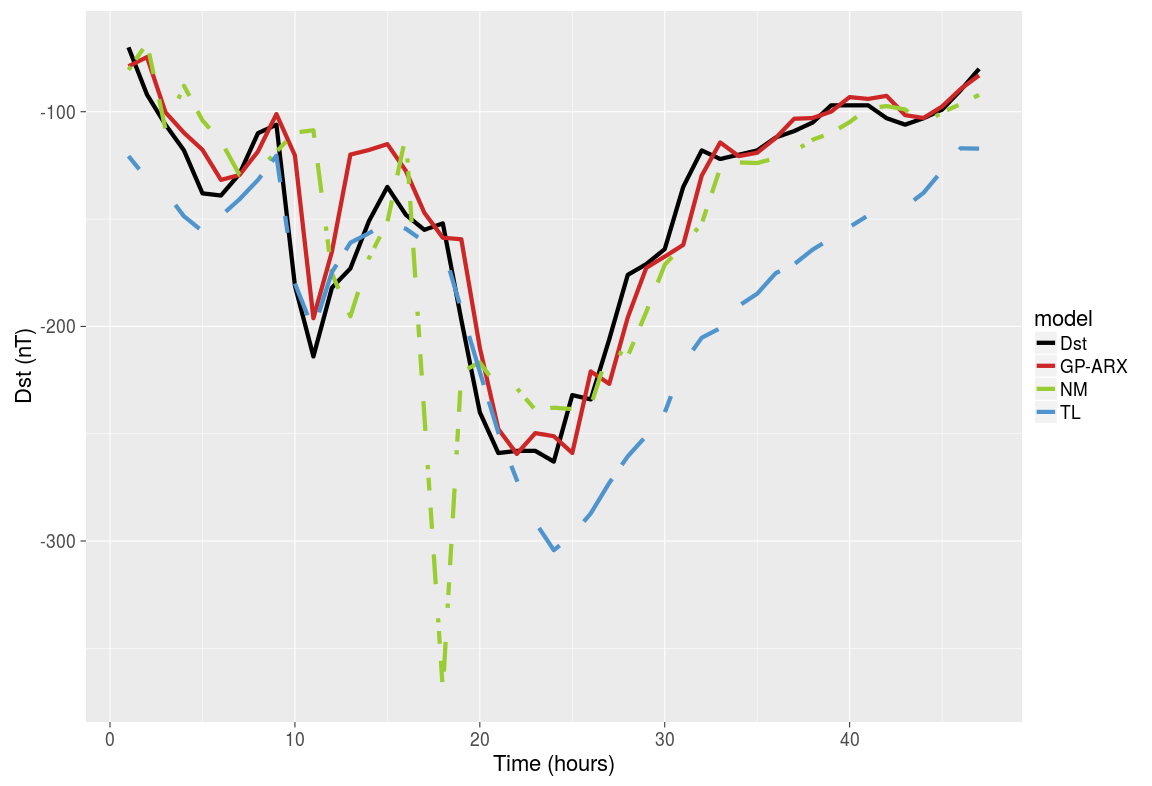 -100
-200
-300
0
10
20
30
40
Time (hours)
Dst (nT)
model
Dst
GP-ARX
NM
TL